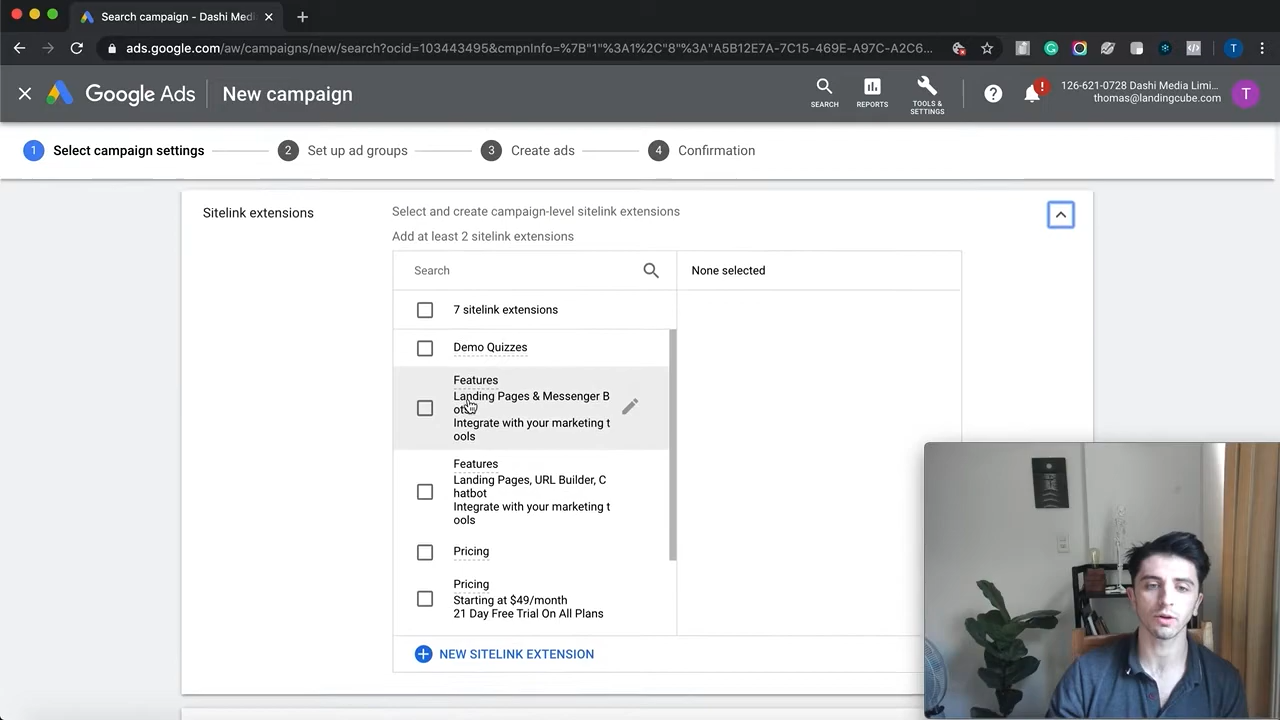 Search campaign - Dashi Medi
ads.google.com/aw/campaigns/new/search?ocid=103443495&cmpnInfo=%7B"1"%3A1%2C"8"%3A"A5B12E7A-7C15-469E-A97C-A2C6...
T
Google Ads
New campaign
SEARCH
REPORTS
TOOLS &
SETTINGS
?
!
126-621-0728 Dashi Media Limi...
thomas@landingcube.com
T
1 Select campaign settings
2 Set up ad groups
3 Create ads
4 Confirmation
Sitelink extensions
Select and create campaign-level sitelink extensions
Add at least 2 sitelink extensions
Search
None selected
7 sitelink extensions
Demo Quizzes
Features
Landing Pages & Messenger B
ots
Integrate with your marketing t
ools
Features
Landing Pages, URL Builder, C
hatbot
Integrate with your marketing t
ools
Pricing
Pricing
Starting at $49/month
21 Day Free Trial On All Plans
NEW SITELINK EXTENSION